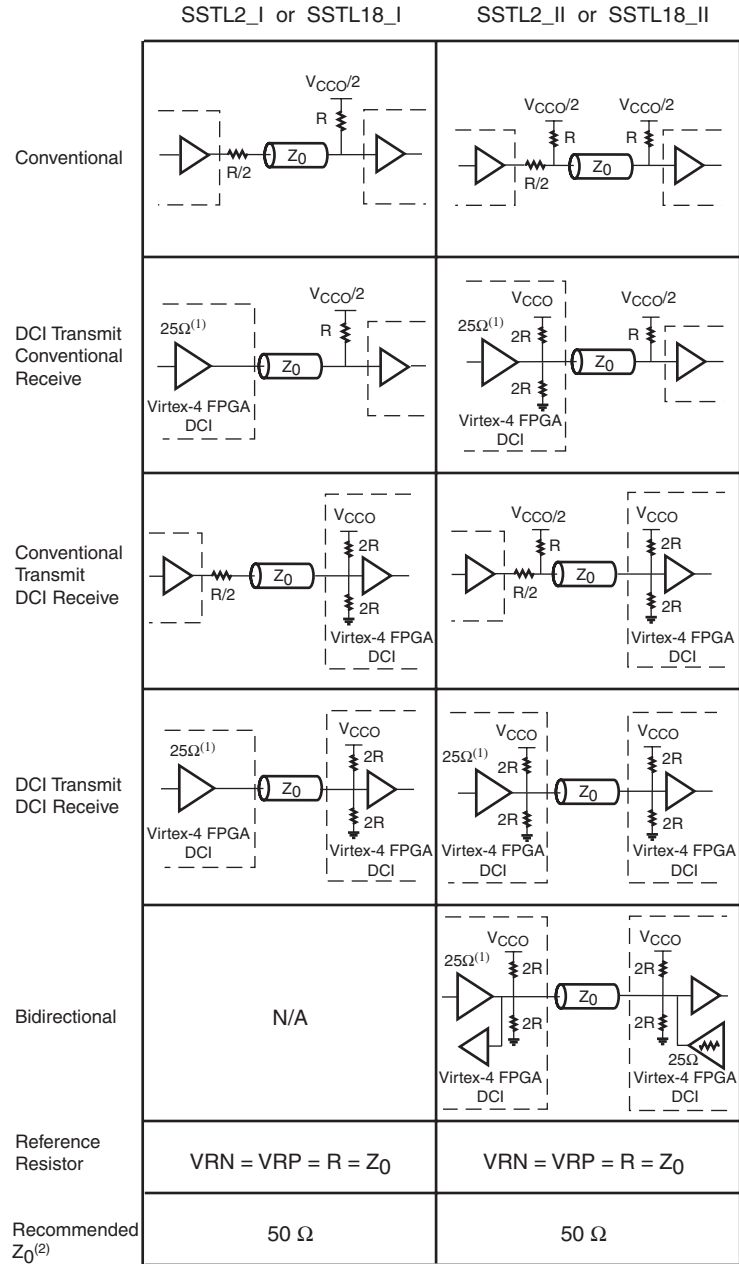 SSTL2_I or SSTL18_I
SSTL2_II or SSTL18_II
Conventional
VCCO/2
R
R/2
Z0
VCCO/2
VCCO/2
R
R
R/2
Z0
DCI Transmit
Conventional
Receive
25Ω(1)
VCCO/2
R
Z0
Virtex-4 FPGA
DCI
VCCO
25Ω(1)
2R
2R
VCCO/2
R
Z0
Virtex-4 FPGA
DCI
Conventional
Transmit
DCI Receive
R/2
Z0
VCCO
2R
2R
Virtex-4 FPGA
DCI
VCCO/2
R
R/2
Z0
VCCO
2R
2R
Virtex-4 FPGA
DCI
DCI Transmit
DCI Receive
25Ω(1)
Virtex-4 FPGA
DCI
Z0
VCCO
2R
2R
Virtex-4 FPGA
DCI
VCCO
25Ω(1)
2R
2R
Virtex-4 FPGA
DCI
Z0
VCCO
2R
2R
Virtex-4 FPGA
DCI
Bidirectional
N/A
VCCO
25Ω(1)
2R
2R
Virtex-4 FPGA
DCI
Z0
VCCO
2R
2R
25Ω
Virtex-4 FPGA
DCI
Reference
Resistor
VRN = VRP = R = Z0
VRN = VRP = R = Z0
Recommended
Z0(2)
50 Ω
50 Ω